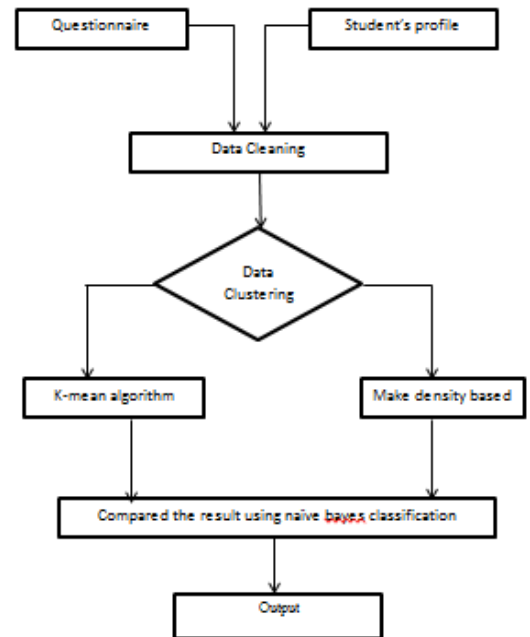 Questionnaire
Student's profile
Data Cleaning
Data
Clustering
K-mean algorithm
Make density based
Compared the result using naïve bayes classification
Output